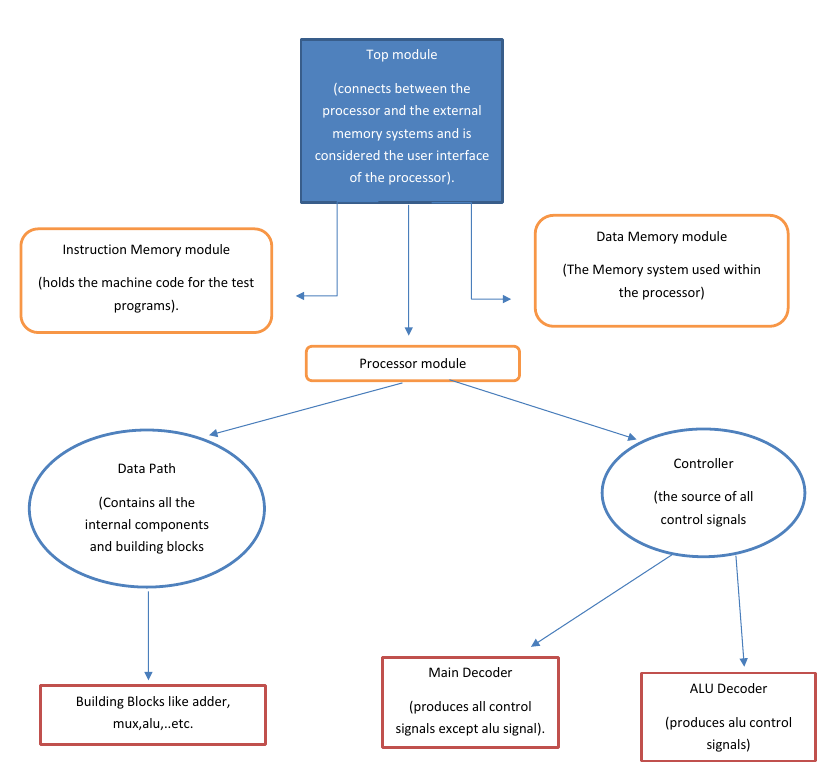 Top module
(connects between the
processor and the external
memory systems and is
considered the user interface
of the processor).
Instruction Memory module
(holds the machine code for the test
programs).
Data Memory module
(The Memory system used within
the processor)
Processor module
Data Path
(Contains all the
internal components
and building blocks
Controller
(the source of all
control signals
Building Blocks like adder,
mux,alu,..etc.
Main Decoder
(produces all control
signals except alu signal).
ALU Decoder
(produces alu control
signals)